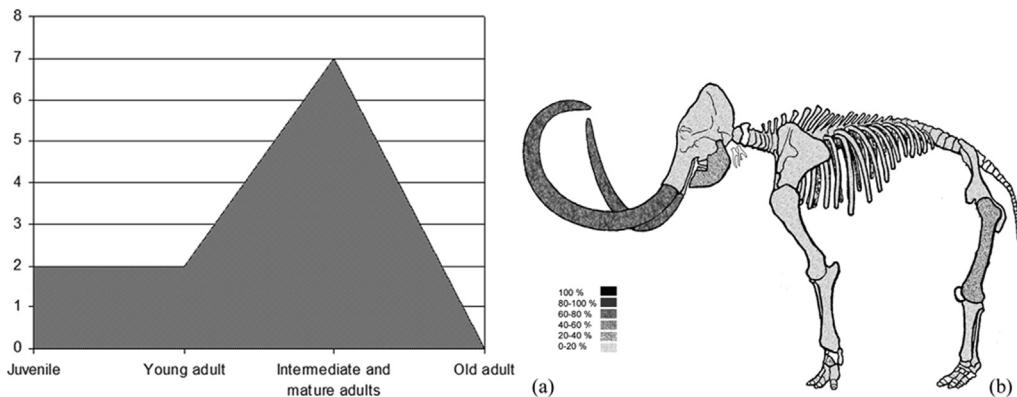 8
7
6
5
4
3
2
1
0
Juvenile
Young adult
Intermediate and
mature adults
Old adult
(a)
100 %
80-100 %
60-80 %
40-60 %
20-40 %
0-20 %
(b)